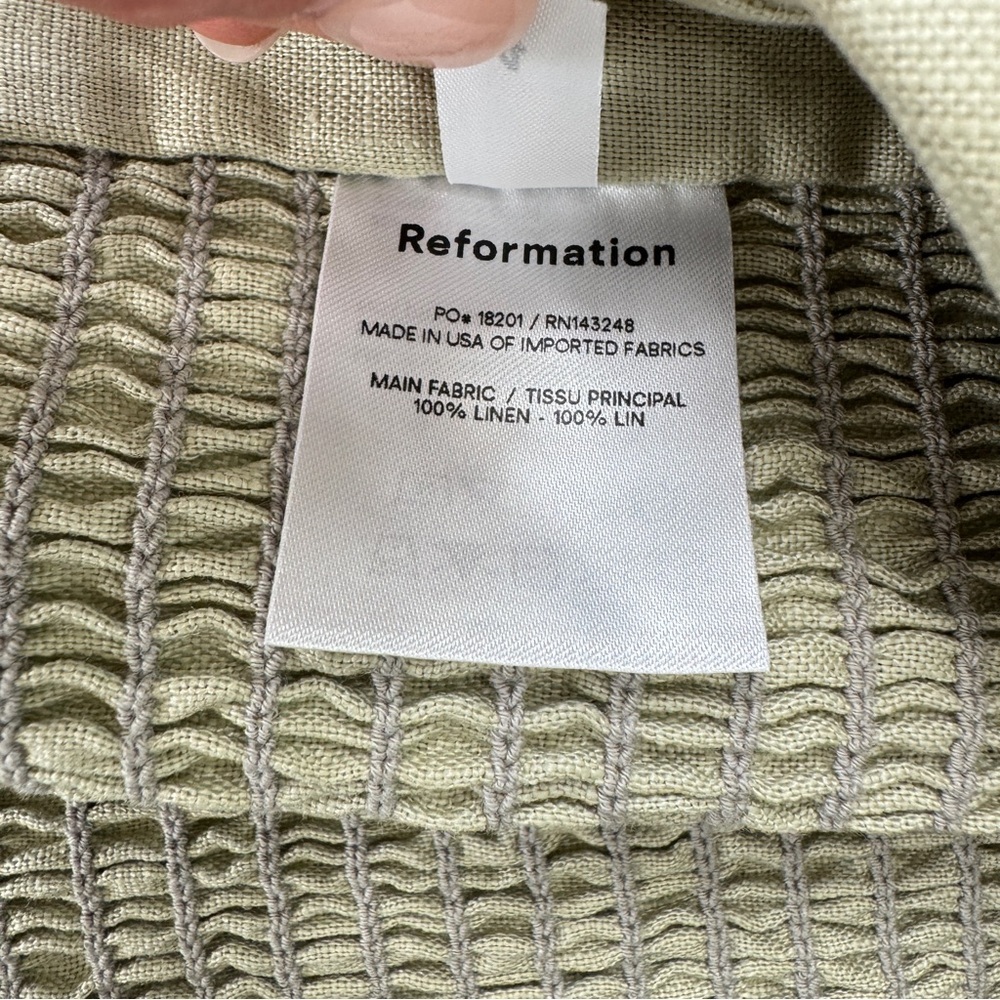 Reformation
PO# 18201 / RN143248
MADE IN USA OF IMPORTED FABRICS
MAIN FABRIC / TISSU PRINCIPAL
100% LINEN - 100% LIN